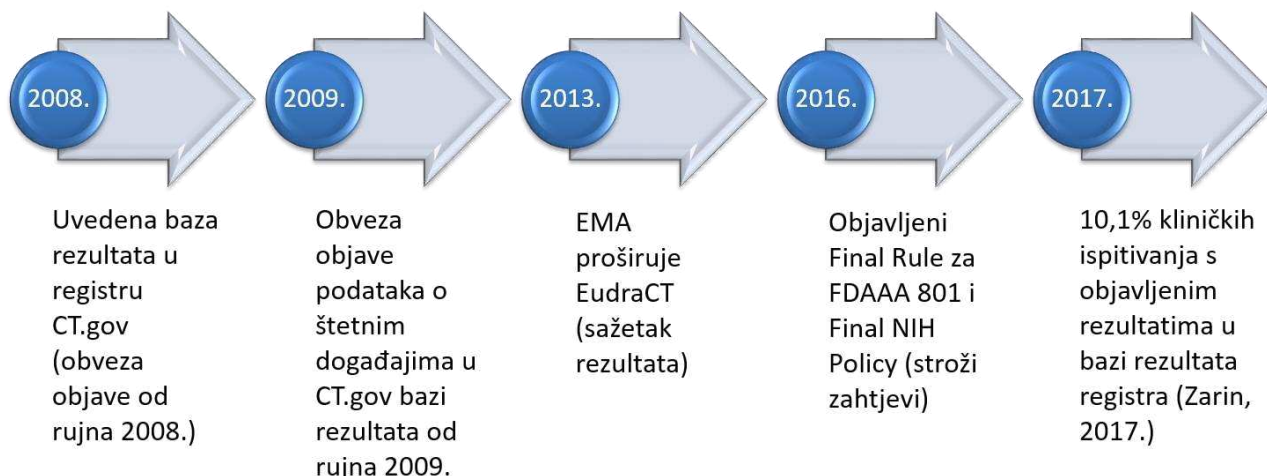 2008.
Uvedena baza
rezultata u
registru
CT.gov
(obveza
objave od
rujna 2008.)
2009.
Obveza
objave
podataka o
štetnim
događajima u
CT.gov bazi
rezultata od
rujna 2009.
2013.
EMA
proširuje
EudraCT
(sažetak
rezultata)
2016.
Objavljeni
Final Rule za
FDAAA 801 i
Final NIH
Policy (stroži
zahtjevi)
2017.
10,1% kliničkih
ispitivanja s
objavljenim
rezultatima u
bazi rezultata
registra (Zarin,
2017.)